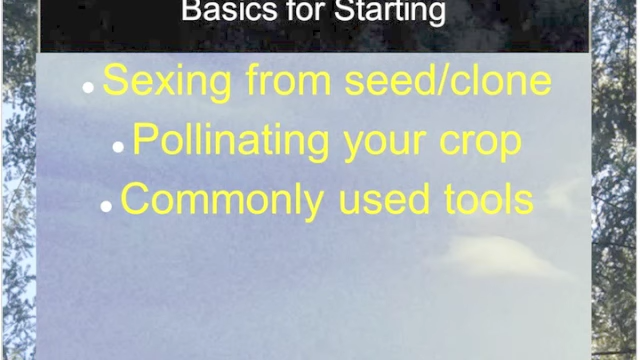 Basics for Starting
• Sexing from seed/clone
• Pollinating your crop
• Commonly used tools